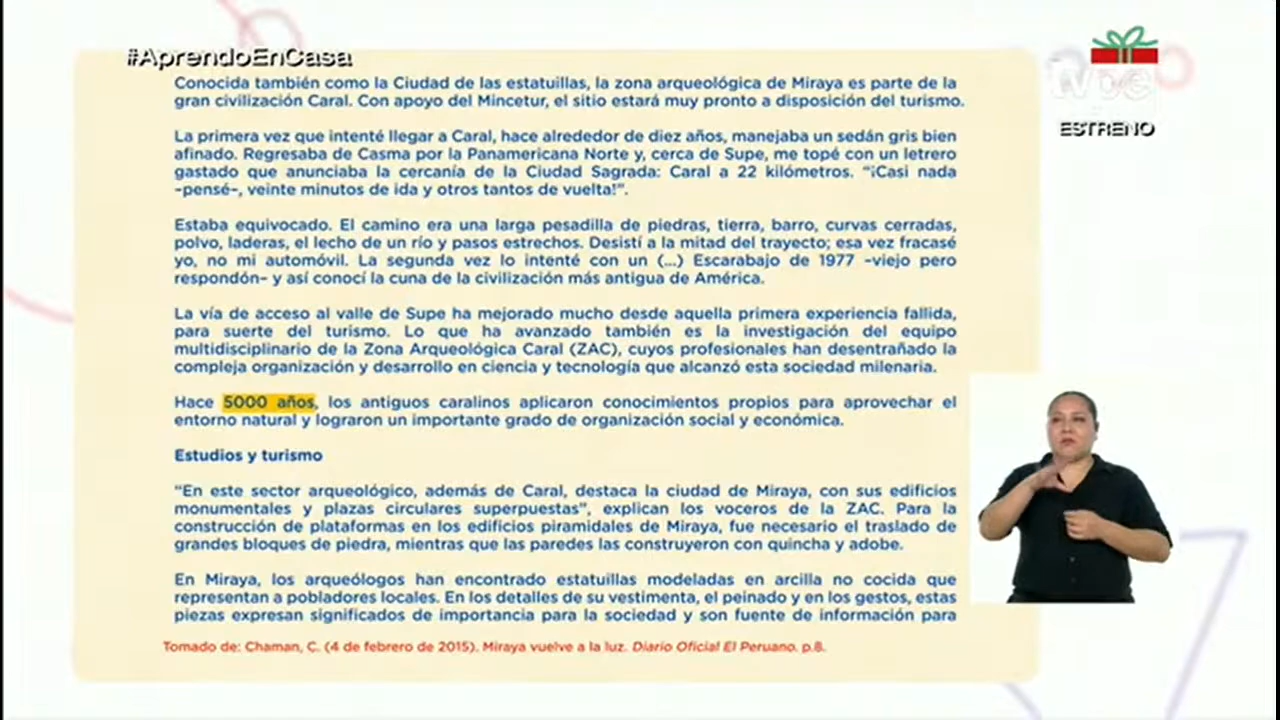 #AprendoEnCasa
ESTRENO
Conocida también como la Ciudad de las estatuillas, la zona arqueológica de Miraya es parte de la
gran civilización Caral. Con apoyo del Mincetur, el sitio estará muy pronto a disposición del turismo.
La primera vez que intenté llegar a Caral, hace alrededor de diez años, manejaba un sedán gris bien
afinado. Regresaba de Casma por la Panamericana Norte y, cerca de Supe, me topé con un letrero
gastado que anunciaba la cercanía de la Ciudad Sagrada: Caral a 22 kilómetros. “¡Casi nada
–pensé–, veinte minutos de ida y otros tantos de vuelta!”.
Estaba equivocado. El camino era una larga pesadilla de piedras, tierra, barro, curvas cerradas,
polvo, laderas, el lecho de un río y pasos estrechos. Desistí a la mitad del trayecto; esa vez fracasé
yo, no mi automóvil. La segunda vez lo intenté con un (...) Escarabajo de 1977 –viejo pero
respondón– y así conocí la cuna de la civilización más antigua de América.
La vía de acceso al valle de Supe ha mejorado mucho desde aquella primera experiencia fallida,
para suerte del turismo. Lo que ha avanzado también es la investigación del equipo
multidisciplinario de la Zona Arqueológica Caral (ZAC), cuyos profesionales han desentrañado la
compleja organización y desarrollo en ciencia y tecnología que alcanzó esta sociedad milenaria.
Hace 5000 años, los antiguos caralinos aplicaron conocimientos propios para aprovechar el
entorno natural y lograron un importante grado de organización social y económica.
Estudios y turismo
“En este sector arqueológico, además de Caral, destaca la ciudad de Miraya, con sus edificios
monumentales y plazas circulares superpuestas”, explican los voceros de la ZAC. Para la
construcción de plataformas en los edificios piramidales de Miraya, fue necesario el traslado de
grandes bloques de piedra, mientras que las paredes las construyeron con quincha y adobe.
En Miraya, los arqueólogos han encontrado estatuillas modeladas en arcilla no cocida que
representan a pobladores locales. En los detalles de su vestimenta, el peinado y en los gestos, estas
piezas expresan significados de importancia para la sociedad y son fuente de información para
Tomado de: Chaman, C. (4 de febrero de 2015). Miraya vuelve a la luz. Diario Oficial El Peruano. p.8.